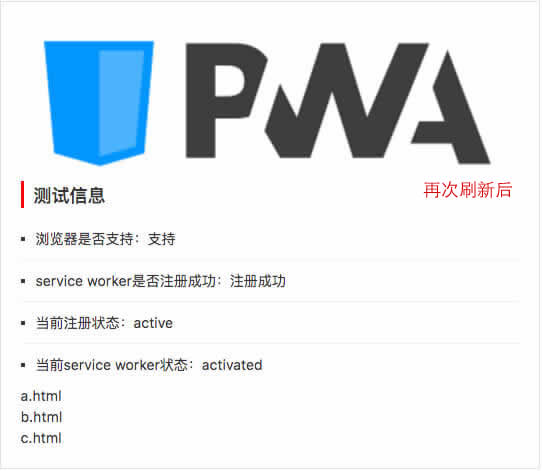 PWA
再次刷新后
测试信息
浏览器是否支持：支持
service worker是否注册成功：注册成功
当前注册状态：active
当前service worker状态：activated
a.html
b.html
c.html